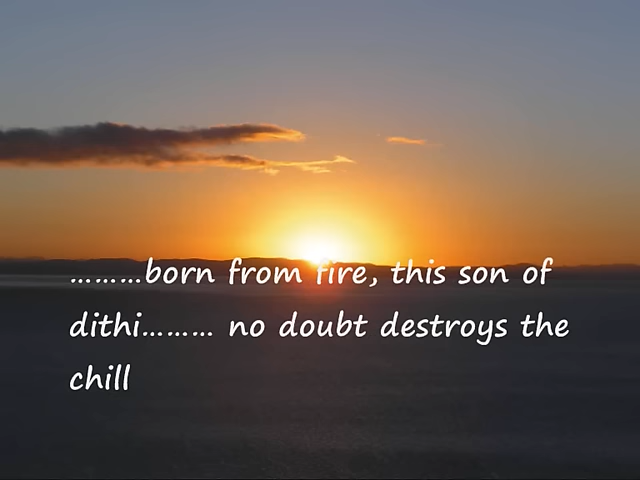 ………born from fire, this son of
dithi……… no doubt destroys the
chill